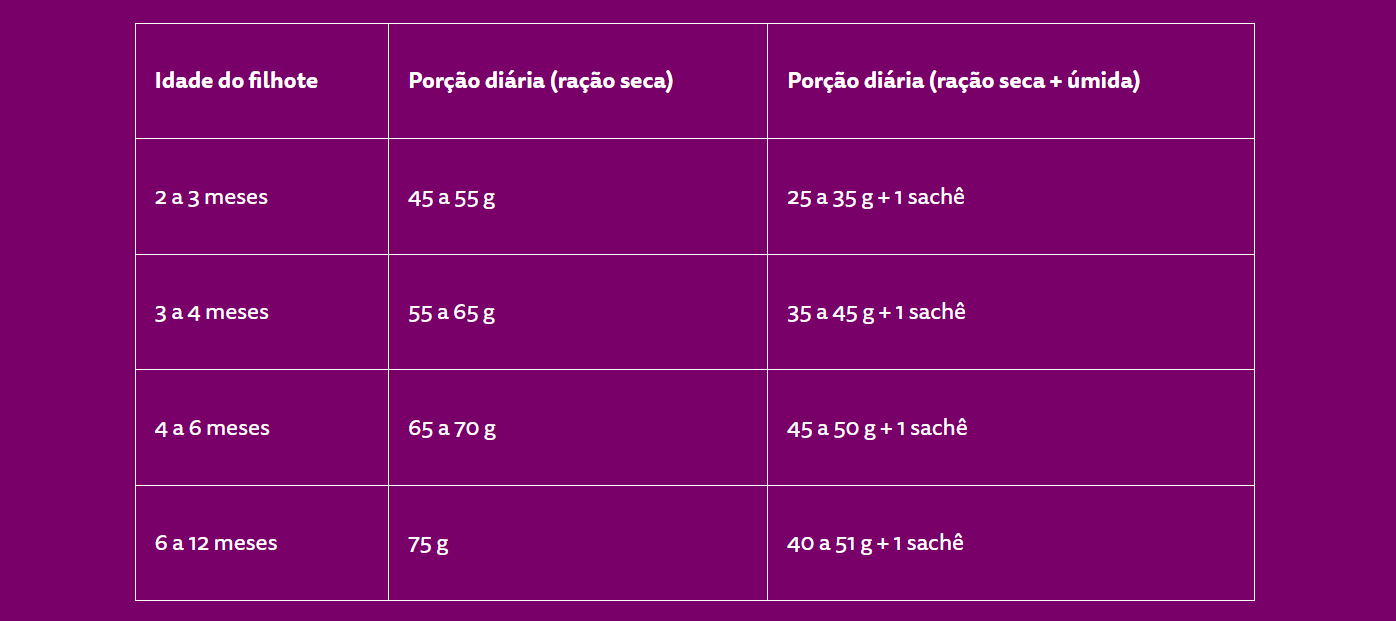 Idade do filhote Porção diária (ração seca) Porção diária (ração seca + úmida)
2 a 3 meses 45 a 55 g 25 a 35 g + 1 sachê
3 a 4 meses 55 a 65 g 35 a 45 g + 1 sachê
4 a 6 meses 65 a 70 g 45 a 50 g + 1 sachê
6 a 12 meses 75 g 40 a 51 g + 1 sachê